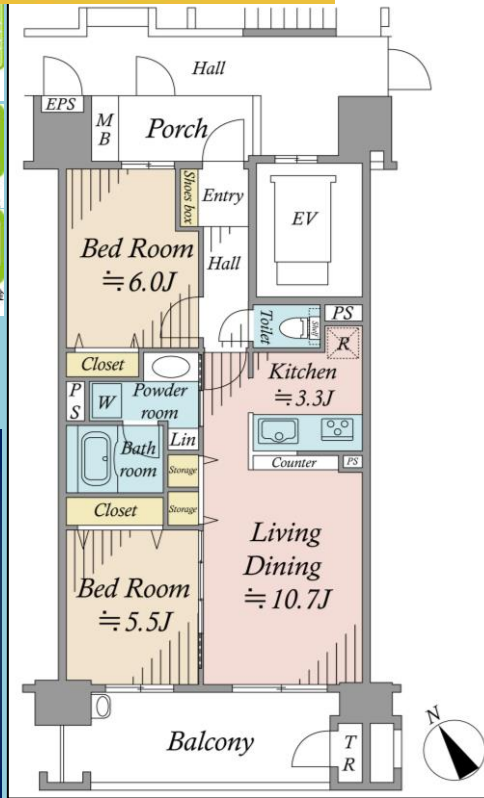 Hall
EPS
M
B
Porch
Shoes box
Entry
EV
Bed Room
≒6.0J
Hall
Toilet
Shelf
PS
R
Closet
Kitchen
≒3.3J
P
S
W
Powder
room
Bath
room
Lin
Counter
PS
Storage
Closet
Storage
Living
Dining
≒10.7J
Bed Room
≒5.5J
Balcony
T
R
N